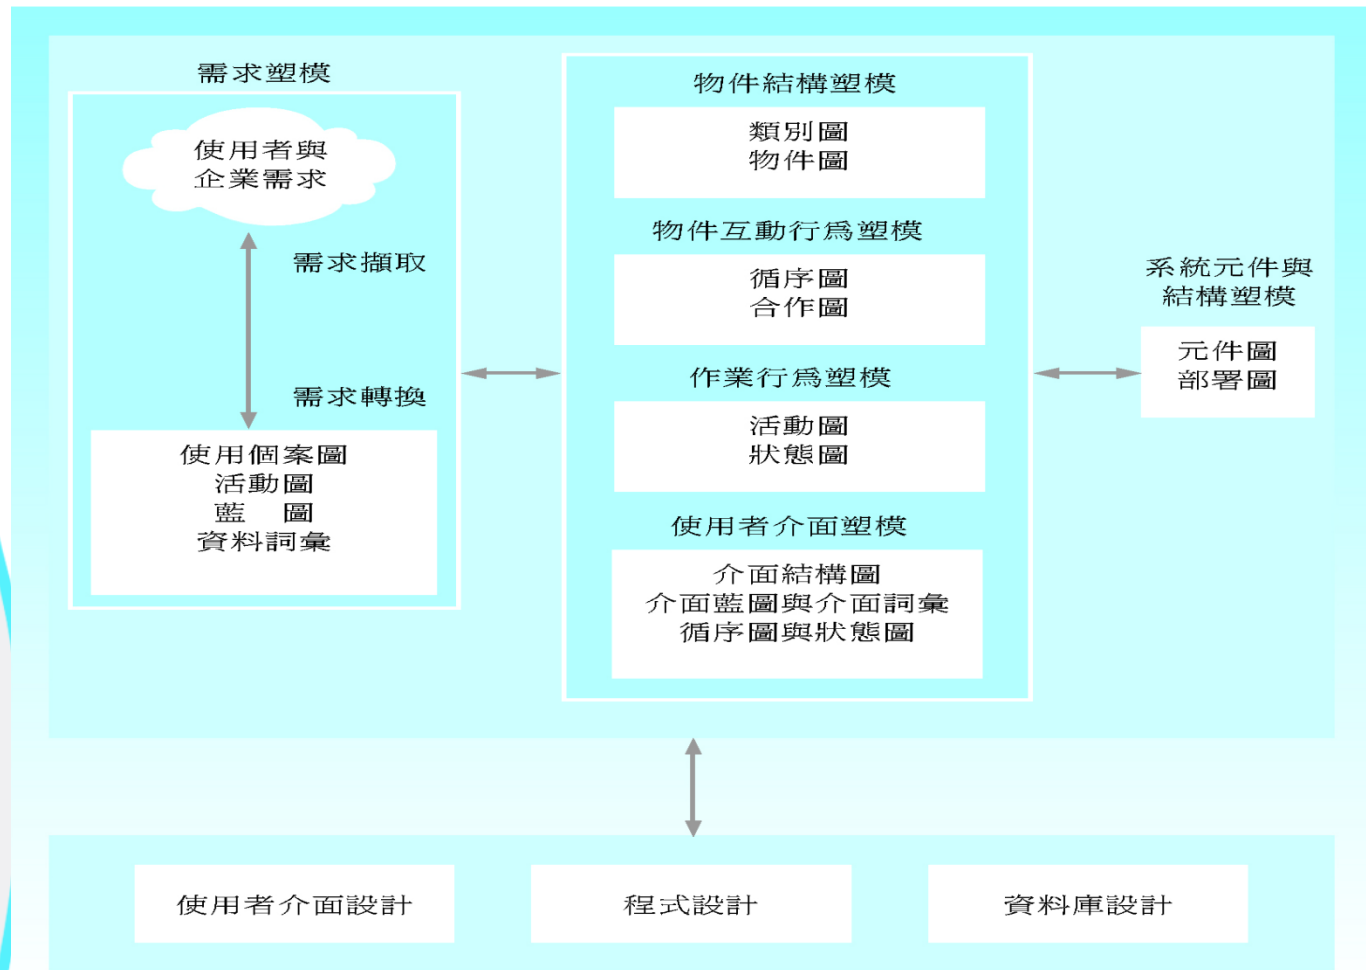 需求塑模
使用者與
企業需求
需求擷取
需求轉換
使用個案圖
活動圖
藍　圖
資料詞彙
物件結構塑模
類別圖
物件圖
物件互動行為塑模
循序圖
合作圖
作業行為塑模
活動圖
狀態圖
使用者介面塑模
介面結構圖
介面藍圖與介面詞彙
循序圖與狀態圖
系統元件與
結構塑模
元件圖
部署圖
使用者介面設計
程式設計
資料庫設計